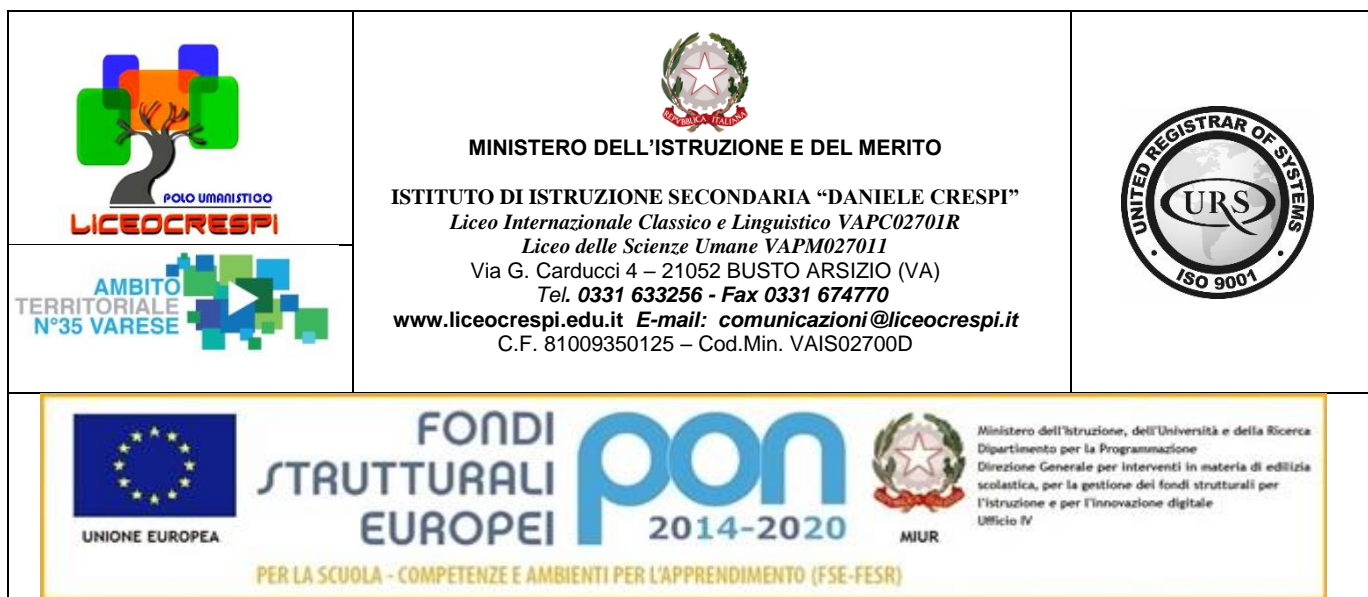 POLO UMANISTICO
LICEOCRESPI
AMBITO
TERRITORIALE
N°35 VARESE
REPVBBLICA ITALIANA
MINISTERO DELL'ISTRUZIONE E DEL MERITO
ISTITUTO DI ISTRUZIONE SECONDARIA “DANIELE CRESPI”
Liceo Internazionale Classico e Linguistico VAPC02701R
Liceo delle Scienze Umane VAPM027011
Via G. Carducci 4 – 21052 BUSTO ARSIZIO (VA)
Tel. 0331 633256 - Fax 0331 674770
www.liceocrespi.edu.it E-mail: comunicazioni@liceocrespi.it
C.F. 81009350125 – Cod.Min. VAIS02700D
UNITED REGISTRAR OF SYSTEMS
URS
ISO 9001
UNIONE EUROPEA
FONDI
STRUTTURALI
EUROPEI
pon
2014-2020
MIUR
Ministero dell'Istruzione, dell'Università e della Ricerca
Dipartimento per la Programmazione
Direzione Generale per interventi in materia di edilizia
scolastica, per la gestione dei fondi strutturali per
l'istruzione e per l'innovazione digitale
Ufficio IV
PER LA SCUOLA - COMPETENZE E AMBIENTI PER L'APPRENDIMENTO (FSE-FESR)